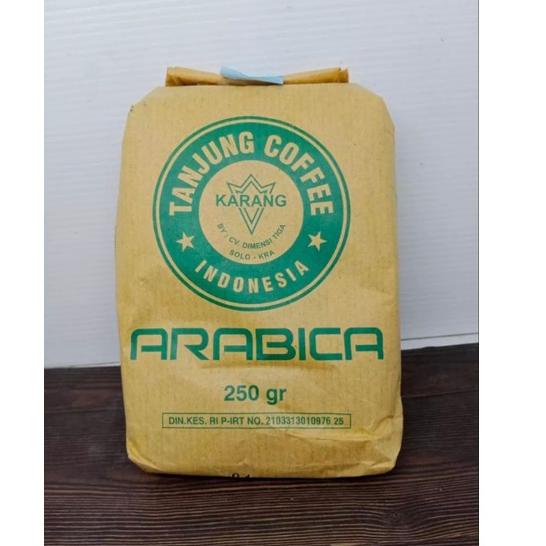 TANJUNG COFFEE
KARANG
BY : CV. DIMENSI TIGA
SOLO - KRA
INDONESIA
ARABICA
250 gr
DIN.KES. RI P-IRT NO. 2103313010976 25